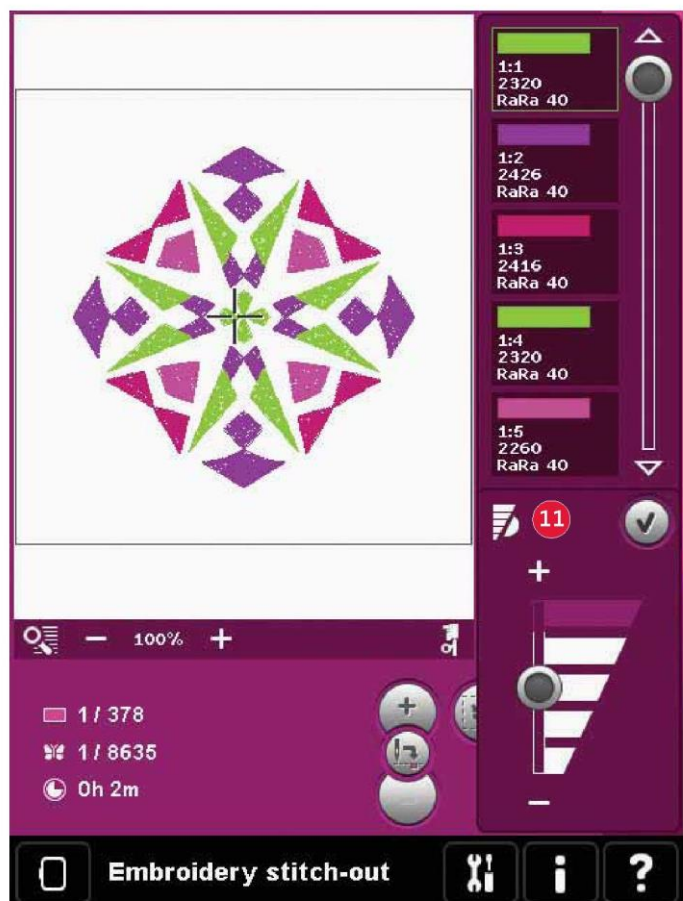 1:1
2320
RaRa 40
1:2
2426
RaRa 40
1:3
2416
RaRa 40
1:4
2320
RaRa 40
1:5
2260
RaRa 40
11
+
−
− 100% +
1 / 378
1 / 8635
0h 2m
+
−
Embroidery stitch-out
i
?